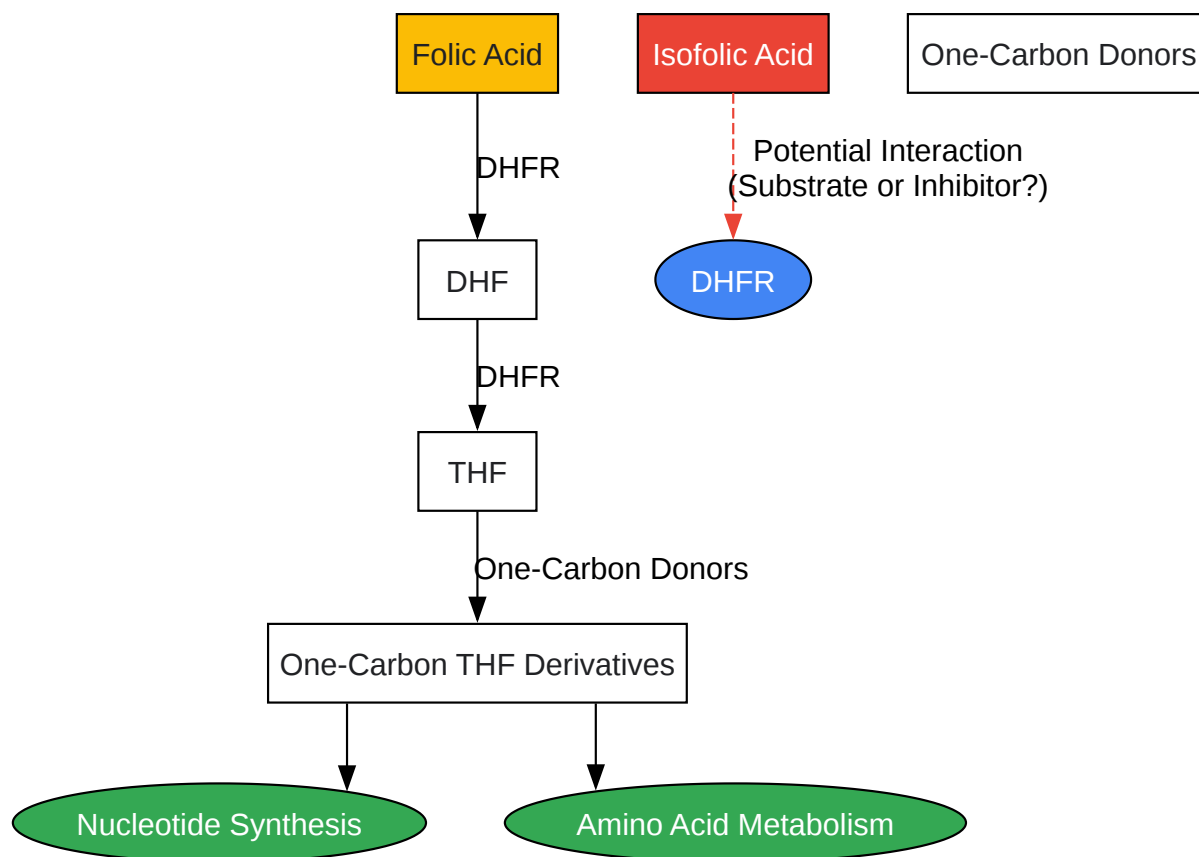 Folic Acid
Isofolic Acid
One-Carbon Donors
DHFR
Potential Interaction
(Substrate or Inhibitor?)
DHF
DHFR
DHFR
THF
One-Carbon Donors
One-Carbon THF Derivatives
Nucleotide Synthesis
Amino Acid Metabolism